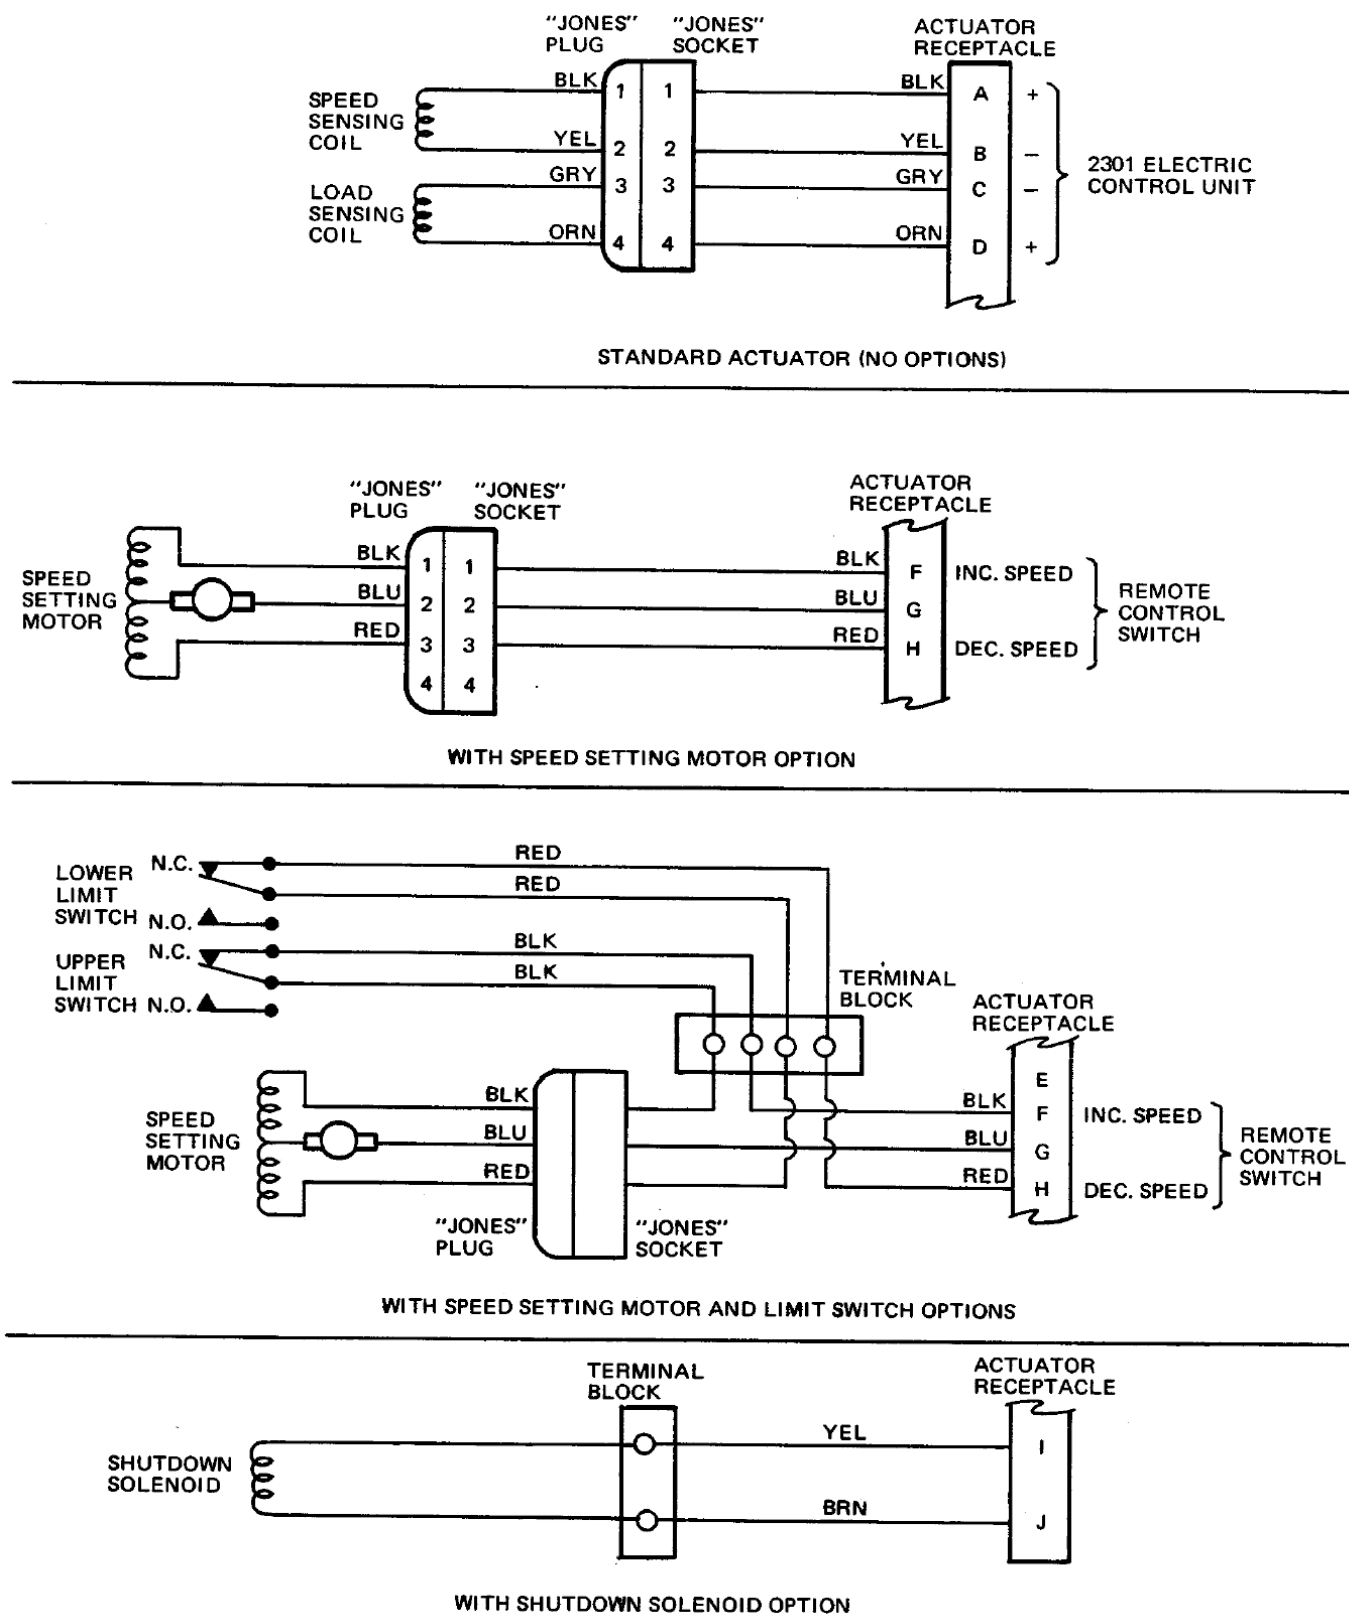 "JONES" PLUG
"JONES" SOCKET
ACTUATOR RECEPTACLE
SPEED SENSING COIL
BLK 1 1 BLK A +
YEL 2 2 YEL B –
LOAD SENSING COIL
GRY 3 3 GRY C –
ORN 4 4 ORN D +
2301 ELECTRIC CONTROL UNIT
STANDARD ACTUATOR (NO OPTIONS)
"JONES" PLUG
"JONES" SOCKET
ACTUATOR RECEPTACLE
SPEED SETTING MOTOR
BLK 1 1 BLK F INC. SPEED
BLU 2 2 BLU G
RED 3 3 RED H DEC. SPEED
4 4
REMOTE CONTROL SWITCH
WITH SPEED SETTING MOTOR OPTION
LOWER LIMIT SWITCH
N.C. RED
RED
N.O.
UPPER LIMIT SWITCH
N.C. BLK
BLK
N.O.
TERMINAL BLOCK
ACTUATOR RECEPTACLE
E
SPEED SETTING MOTOR
BLK BLK F INC. SPEED
BLU BLU G
RED RED H DEC. SPEED
REMOTE CONTROL SWITCH
"JONES" PLUG
"JONES" SOCKET
WITH SPEED SETTING MOTOR AND LIMIT SWITCH OPTIONS
TERMINAL BLOCK
ACTUATOR RECEPTACLE
SHUTDOWN SOLENOID
YEL I
BRN J
WITH SHUTDOWN SOLENOID OPTION